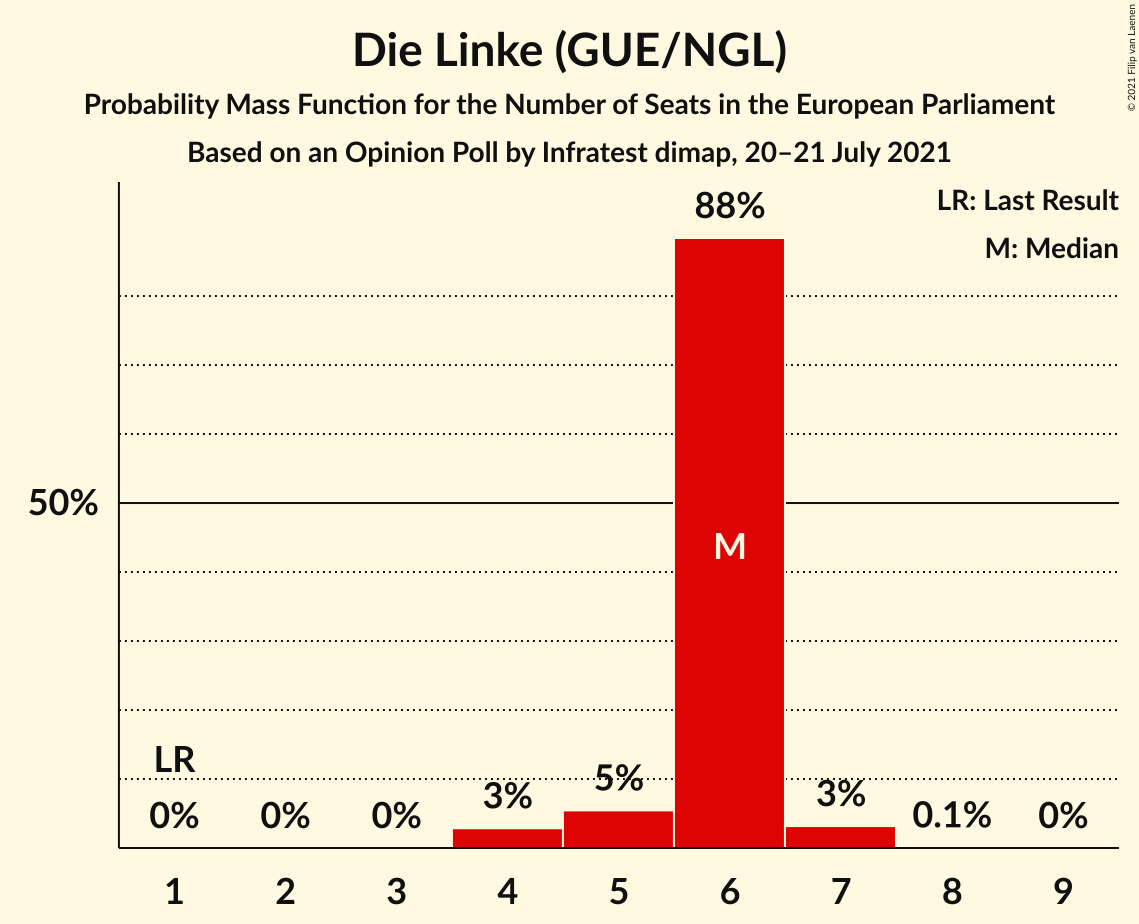 Die Linke (GUE/NGL)
Probability Mass Function for the Number of Seats in the European Parliament
Based on an Opinion Poll by Infratest dimap, 20–21 July 2021
© 2021 Filip van Laenen
LR: Last Result
M: Median
88%
50%
M
LR
0%
0%
0%
3%
5%
3%
0.1%
0%
1 2 3 4 5 6 7 8 9